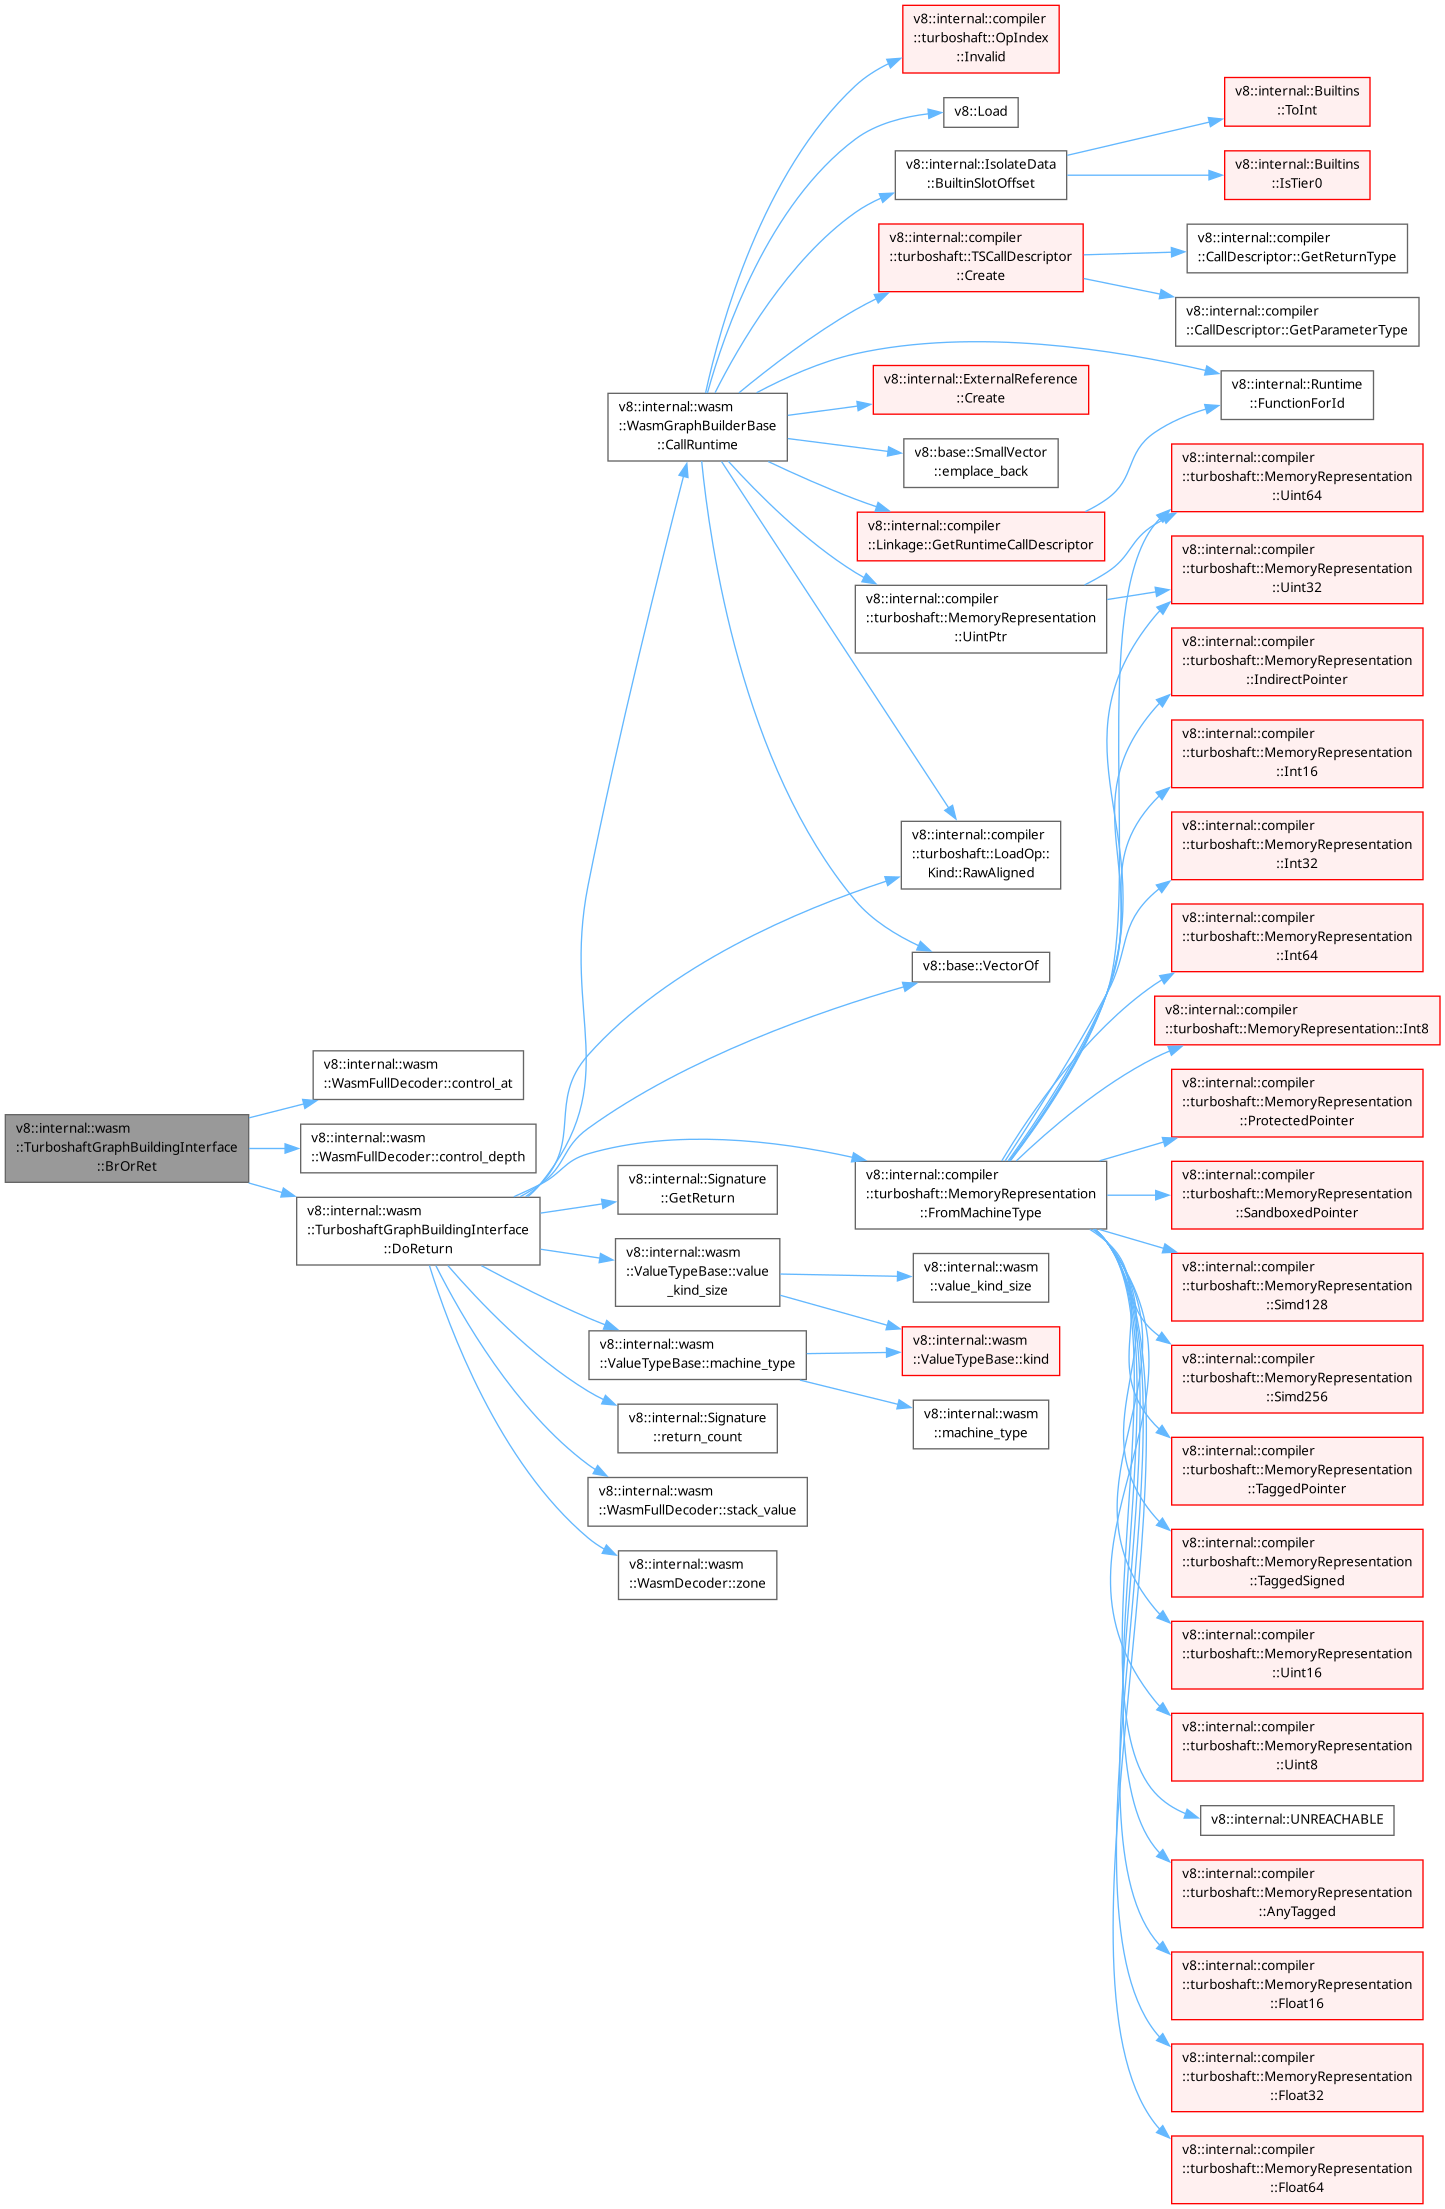 v8::internal::compiler
::turboshaft::OpIndex
::Invalid
v8::Load
v8::internal::Builtins
::ToInt
v8::internal::IsolateData
::BuiltinSlotOffset
v8::internal::Builtins
::IsTier0
v8::internal::compiler
::turboshaft::TSCallDescriptor
::Create
v8::internal::compiler
::CallDescriptor::GetReturnType
v8::internal::compiler
::CallDescriptor::GetParameterType
v8::internal::wasm
::WasmGraphBuilderBase
::CallRuntime
v8::internal::ExternalReference
::Create
v8::internal::Runtime
::FunctionForId
v8::base::SmallVector
::emplace_back
v8::internal::compiler
::turboshaft::MemoryRepresentation
::Uint64
v8::internal::compiler
::Linkage::GetRuntimeCallDescriptor
v8::internal::compiler
::turboshaft::MemoryRepresentation
::Uint32
v8::internal::compiler
::turboshaft::MemoryRepresentation
::UintPtr
v8::internal::compiler
::turboshaft::MemoryRepresentation
::IndirectPointer
v8::internal::compiler
::turboshaft::MemoryRepresentation
::Int16
v8::internal::compiler
::turboshaft::LoadOp::
Kind::RawAligned
v8::internal::compiler
::turboshaft::MemoryRepresentation
::Int32
v8::base::VectorOf
v8::internal::compiler
::turboshaft::MemoryRepresentation
::Int64
v8::internal::compiler
::turboshaft::MemoryRepresentation::Int8
v8::internal::wasm
::WasmFullDecoder::control_at
v8::internal::wasm
::TurboshaftGraphBuildingInterface
::BrOrRet
v8::internal::wasm
::WasmFullDecoder::control_depth
v8::internal::compiler
::turboshaft::MemoryRepresentation
::ProtectedPointer
v8::internal::wasm
::TurboshaftGraphBuildingInterface
::DoReturn
v8::internal::Signature
::GetReturn
v8::internal::compiler
::turboshaft::MemoryRepresentation
::FromMachineType
v8::internal::compiler
::turboshaft::MemoryRepresentation
::SandboxedPointer
v8::internal::wasm
::ValueTypeBase::value
_kind_size
v8::internal::wasm
::value_kind_size
v8::internal::compiler
::turboshaft::MemoryRepresentation
::Simd128
v8::internal::wasm
::ValueTypeBase::machine_type
v8::internal::wasm
::ValueTypeBase::kind
v8::internal::compiler
::turboshaft::MemoryRepresentation
::Simd256
v8::internal::Signature
::return_count
v8::internal::wasm
::machine_type
v8::internal::compiler
::turboshaft::MemoryRepresentation
::TaggedPointer
v8::internal::wasm
::WasmFullDecoder::stack_value
v8::internal::compiler
::turboshaft::MemoryRepresentation
::TaggedSigned
v8::internal::wasm
::WasmDecoder::zone
v8::internal::compiler
::turboshaft::MemoryRepresentation
::Uint16
v8::internal::compiler
::turboshaft::MemoryRepresentation
::Uint8
v8::internal::UNREACHABLE
v8::internal::compiler
::turboshaft::MemoryRepresentation
::AnyTagged
v8::internal::compiler
::turboshaft::MemoryRepresentation
::Float16
v8::internal::compiler
::turboshaft::MemoryRepresentation
::Float32
v8::internal::compiler
::turboshaft::MemoryRepresentation
::Float64